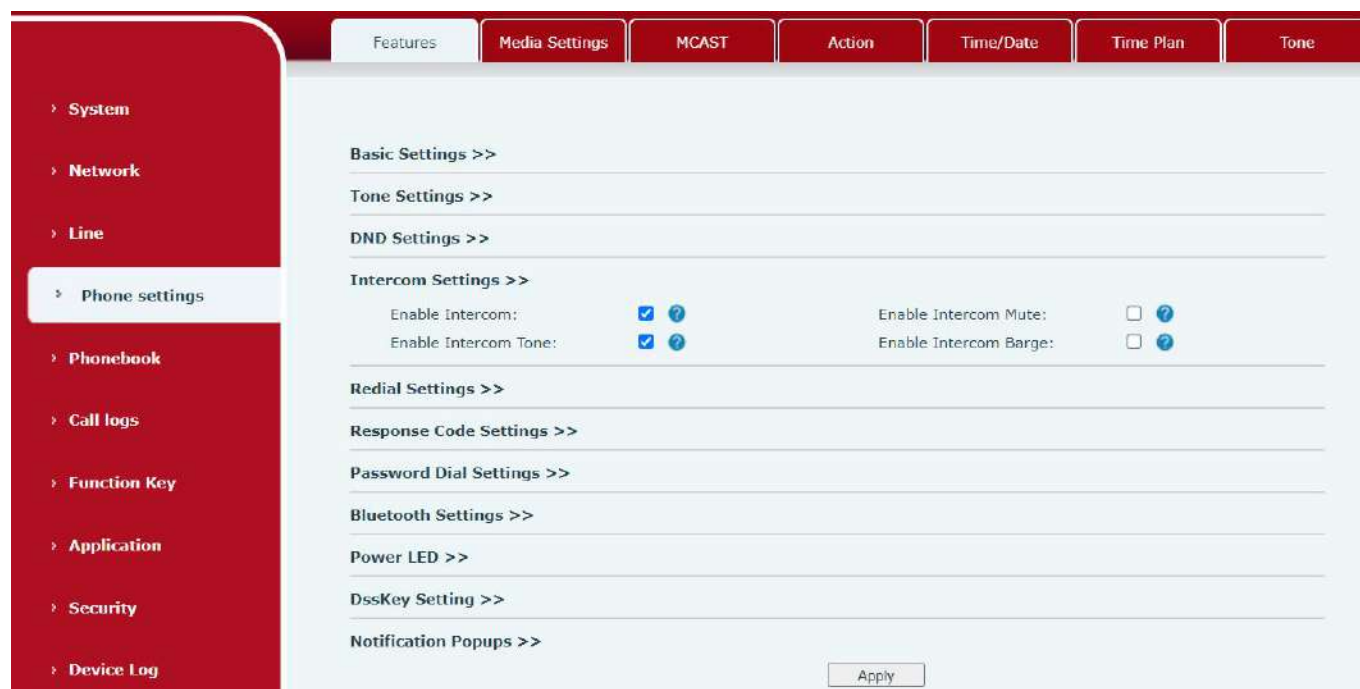 Features Media Settings MCAST Action Time/Date Time Plan Tone
System
Network
Line
Phone settings
Phonebook
Call logs
Function Key
Application
Security
Device Log
Basic Settings >>
Tone Settings >>
DND Settings >>
Intercom Settings >>
Enable Intercom: Enable Intercom Mute:
Enable Intercom Tone: Enable Intercom Barge:
Redial Settings >>
Response Code Settings >>
Password Dial Settings >>
Bluetooth Settings >>
Power LED >>
DssKey Setting >>
Notification Popups >>
Apply